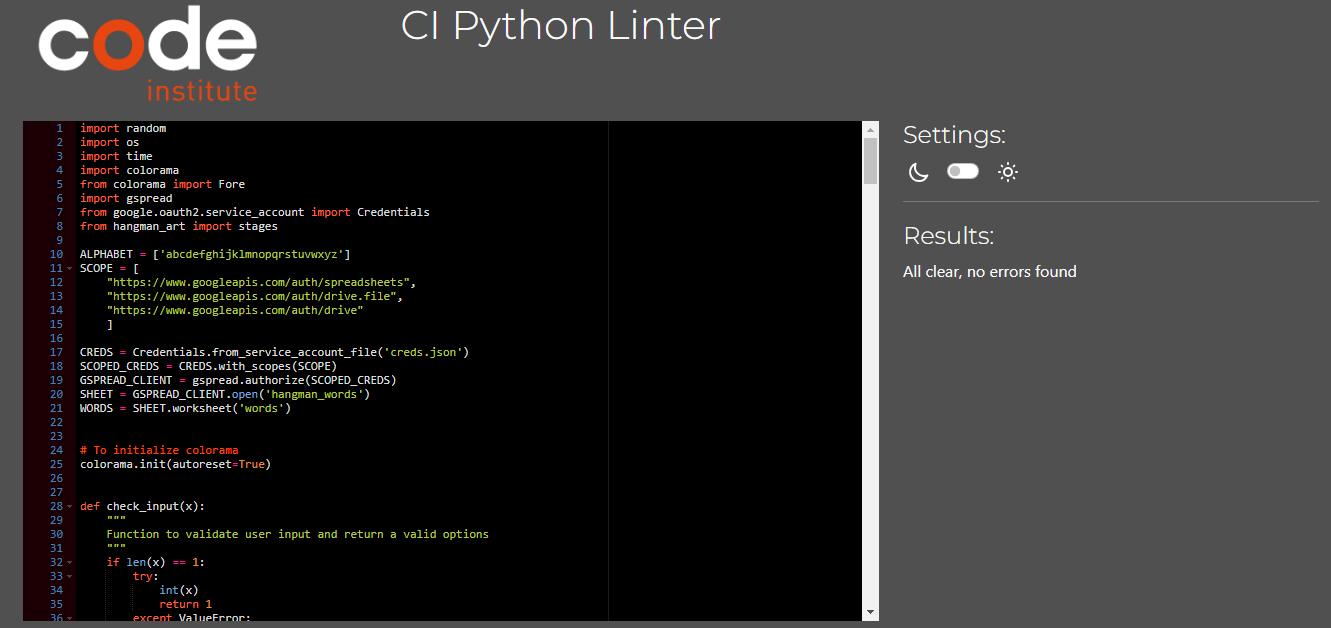 code
institute
CI Python Linter
1 import random
2 import os
3 import time
4 import colorama
5 from colorama import Fore
6 import gspread
7 from google.oauth2.service_account import Credentials
8 from hangman_art import stages
9
10 ALPHABET = ['abcdefghijklmnopqrstuvwxyz']
11 SCOPE = [
12     "https://www.googleapis.com/auth/spreadsheets",
13     "https://www.googleapis.com/auth/drive.file",
14     "https://www.googleapis.com/auth/drive"
15     ]
16
17 CREDS = Credentials.from_service_account_file('creds.json')
18 SCOPED_CREDS = CREDS.with_scopes(SCOPE)
19 GSPREAD_CLIENT = gspread.authorize(SCOPED_CREDS)
20 SHEET = GSPREAD_CLIENT.open('hangman_words')
21 WORDS = SHEET.worksheet('words')
22
23
24 # To initialize colorama
25 colorama.init(autoreset=True)
26
27
28 def check_input(x):
29     """
30     Function to validate user input and return a valid options
31     """
32     if len(x) == 1:
33         try:
34             int(x)
35             return 1
36         except ValueError:
Settings:
Results:
All clear, no errors found